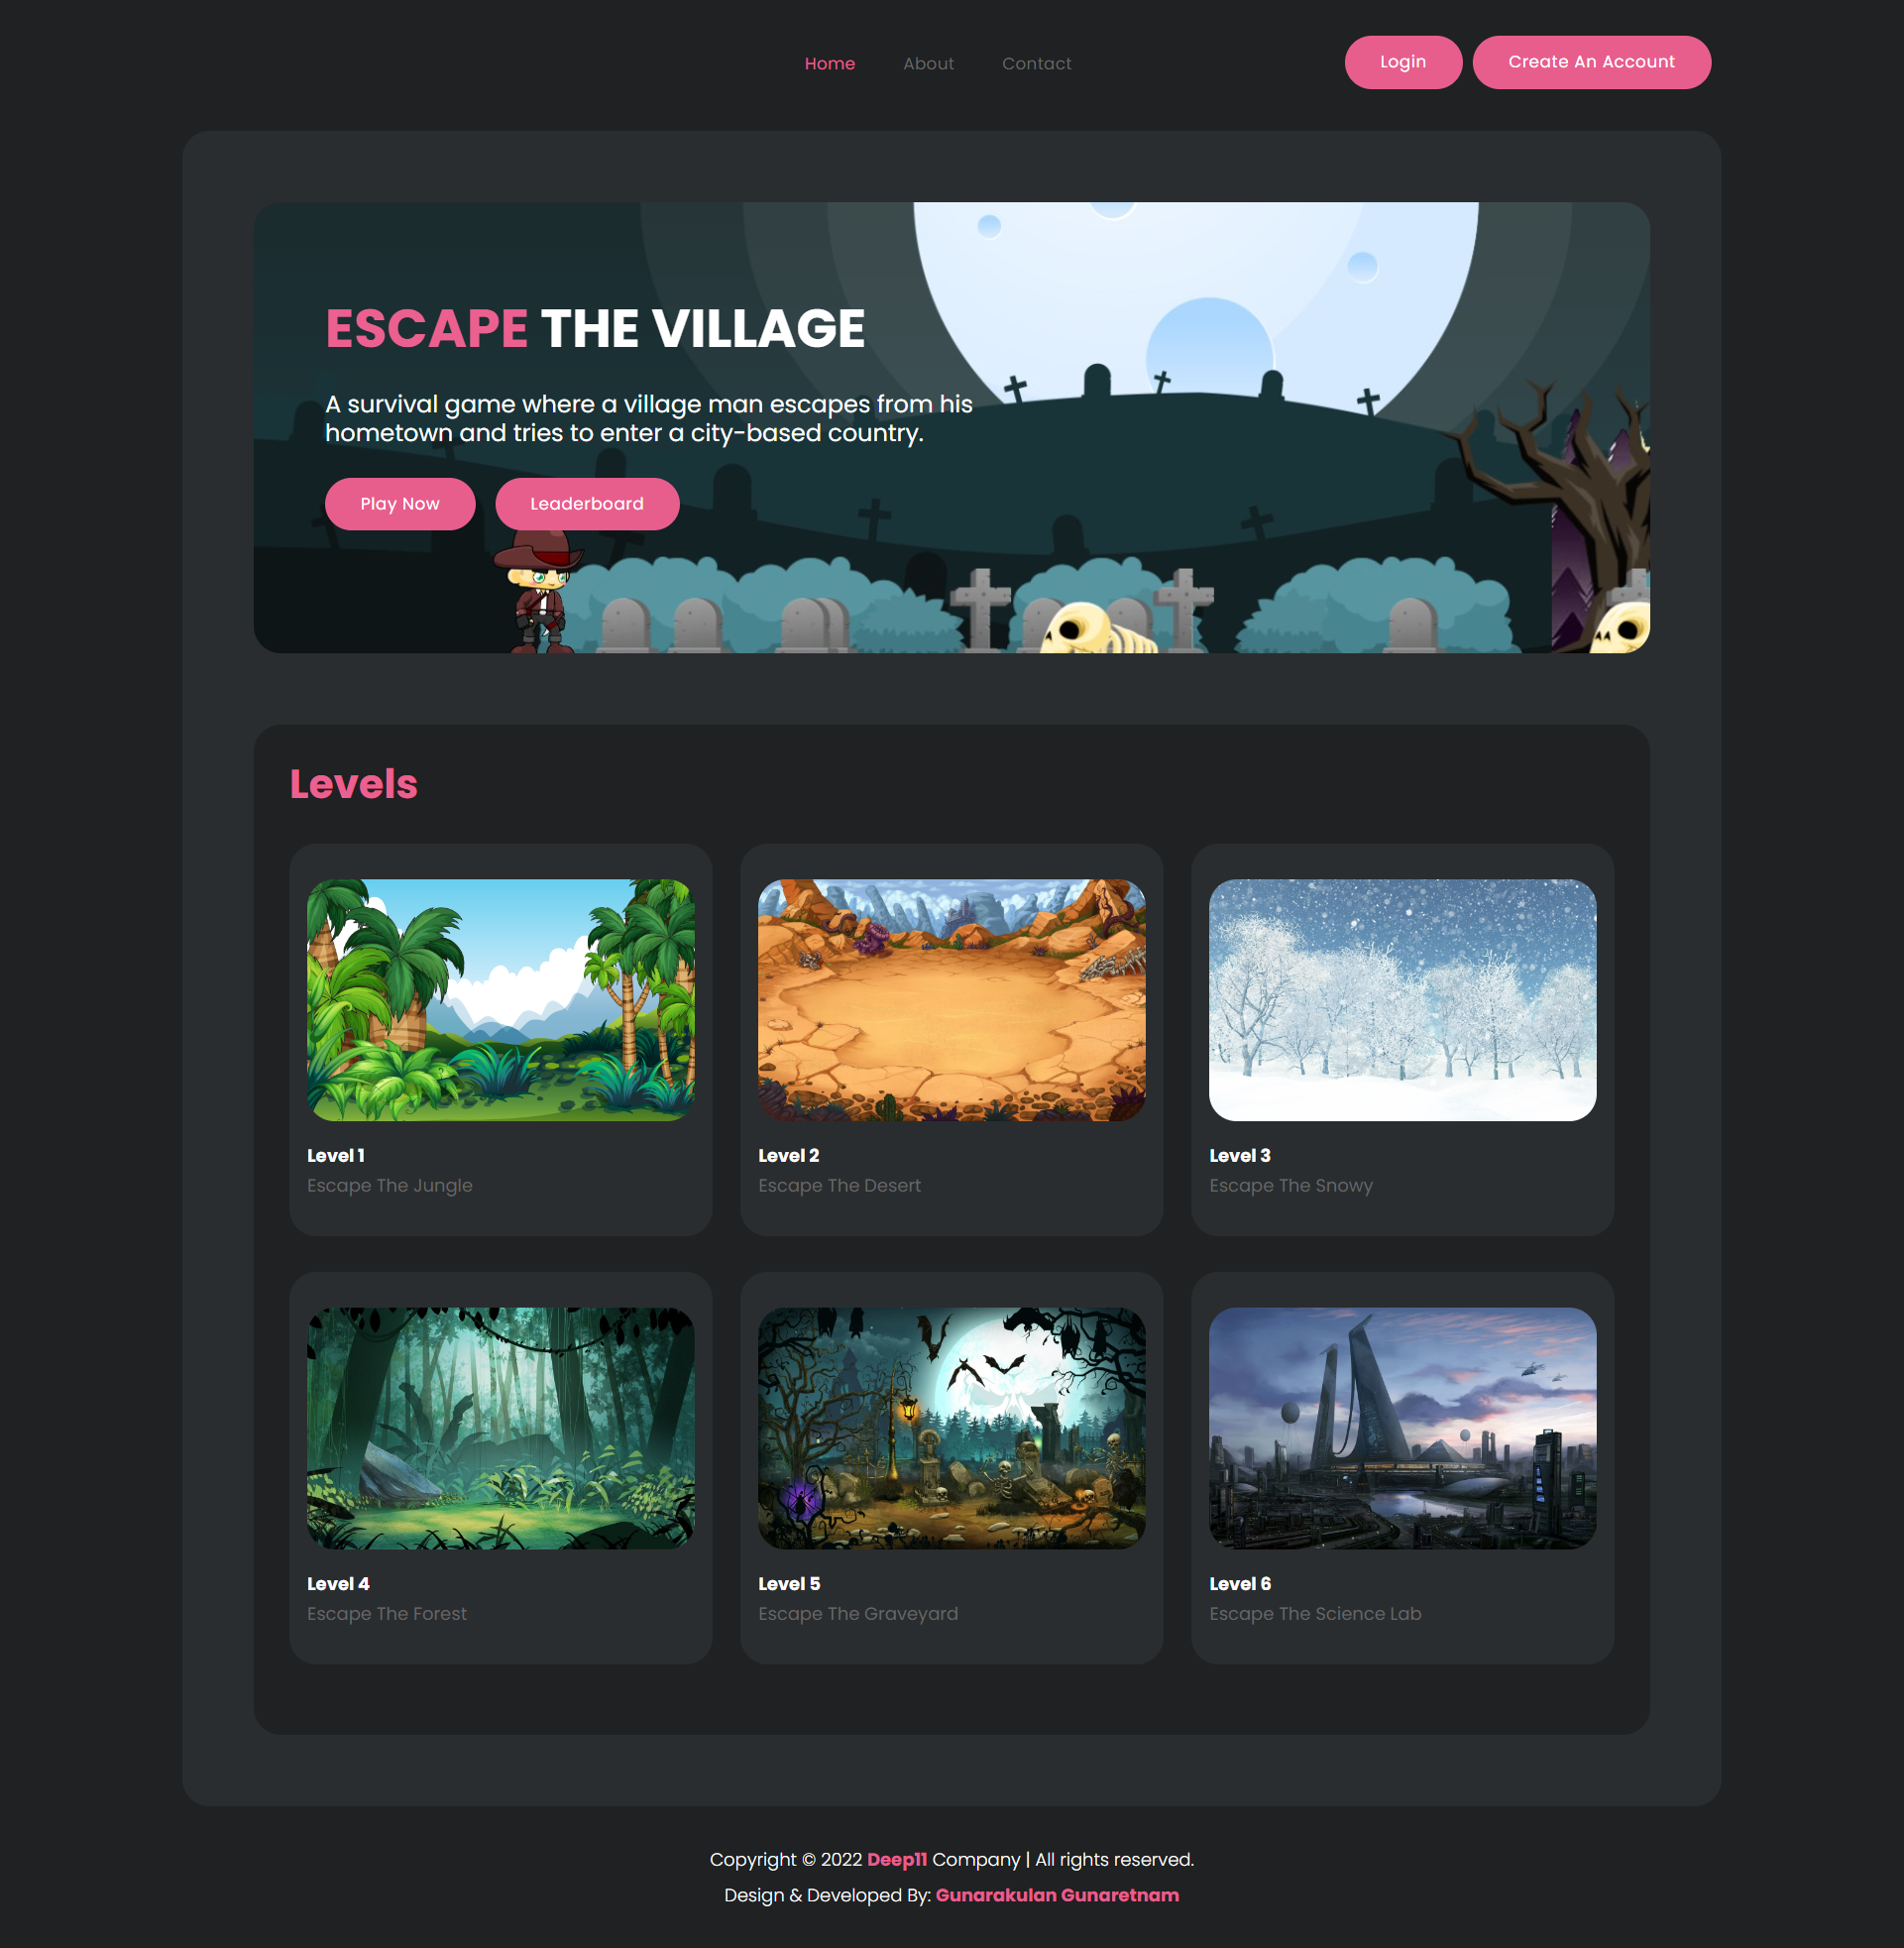 Home About Contact Login Create An Account
ESCAPE THE VILLAGE
A survival game where a village man escapes from his
hometown and tries to enter a city-based country.
Play Now Leaderboard
Levels
Level 1
Escape The Jungle
Level 2
Escape The Desert
Level 3
Escape The Snowy
Level 4
Escape The Forest
Level 5
Escape The Graveyard
Level 6
Escape The Science Lab
Copyright © 2022 Deep11 Company | All rights reserved.
Design & Developed By: Gunarakulan Gunaretnam